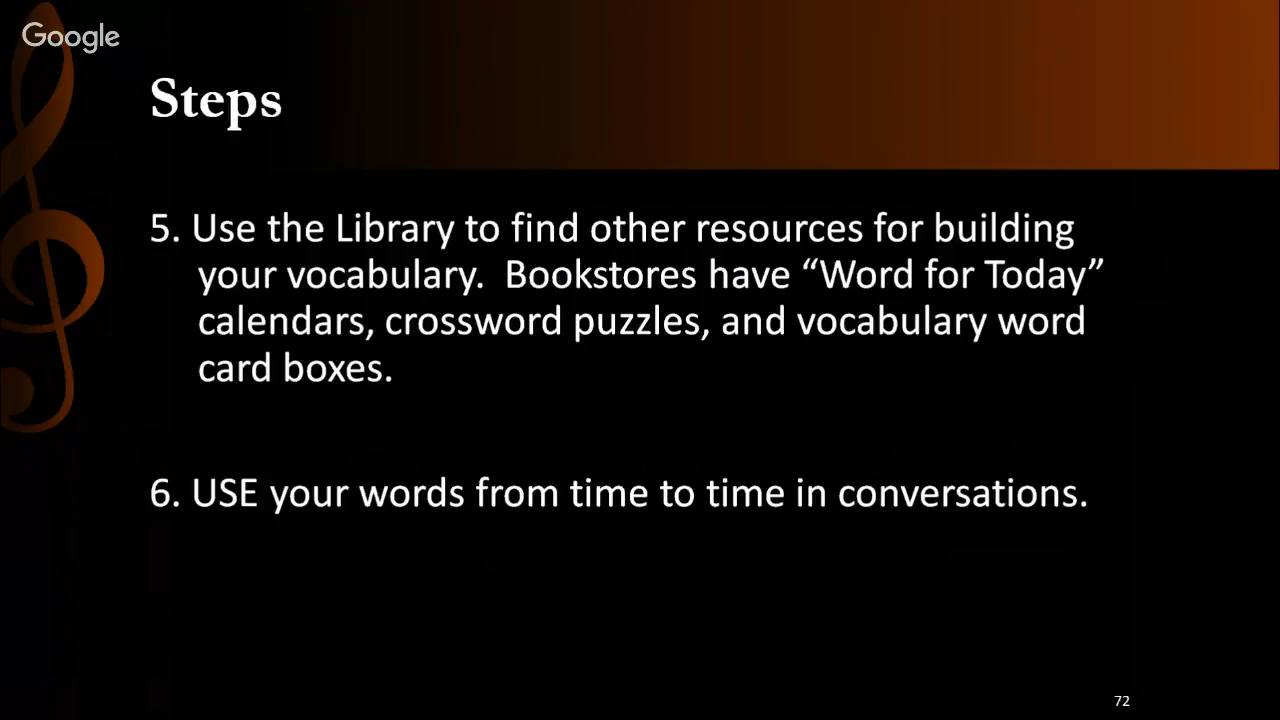 Google
Steps
5. Use the Library to find other resources for building
your vocabulary.  Bookstores have “Word for Today”
calendars, crossword puzzles, and vocabulary word
card boxes.
6. USE your words from time to time in conversations.
72